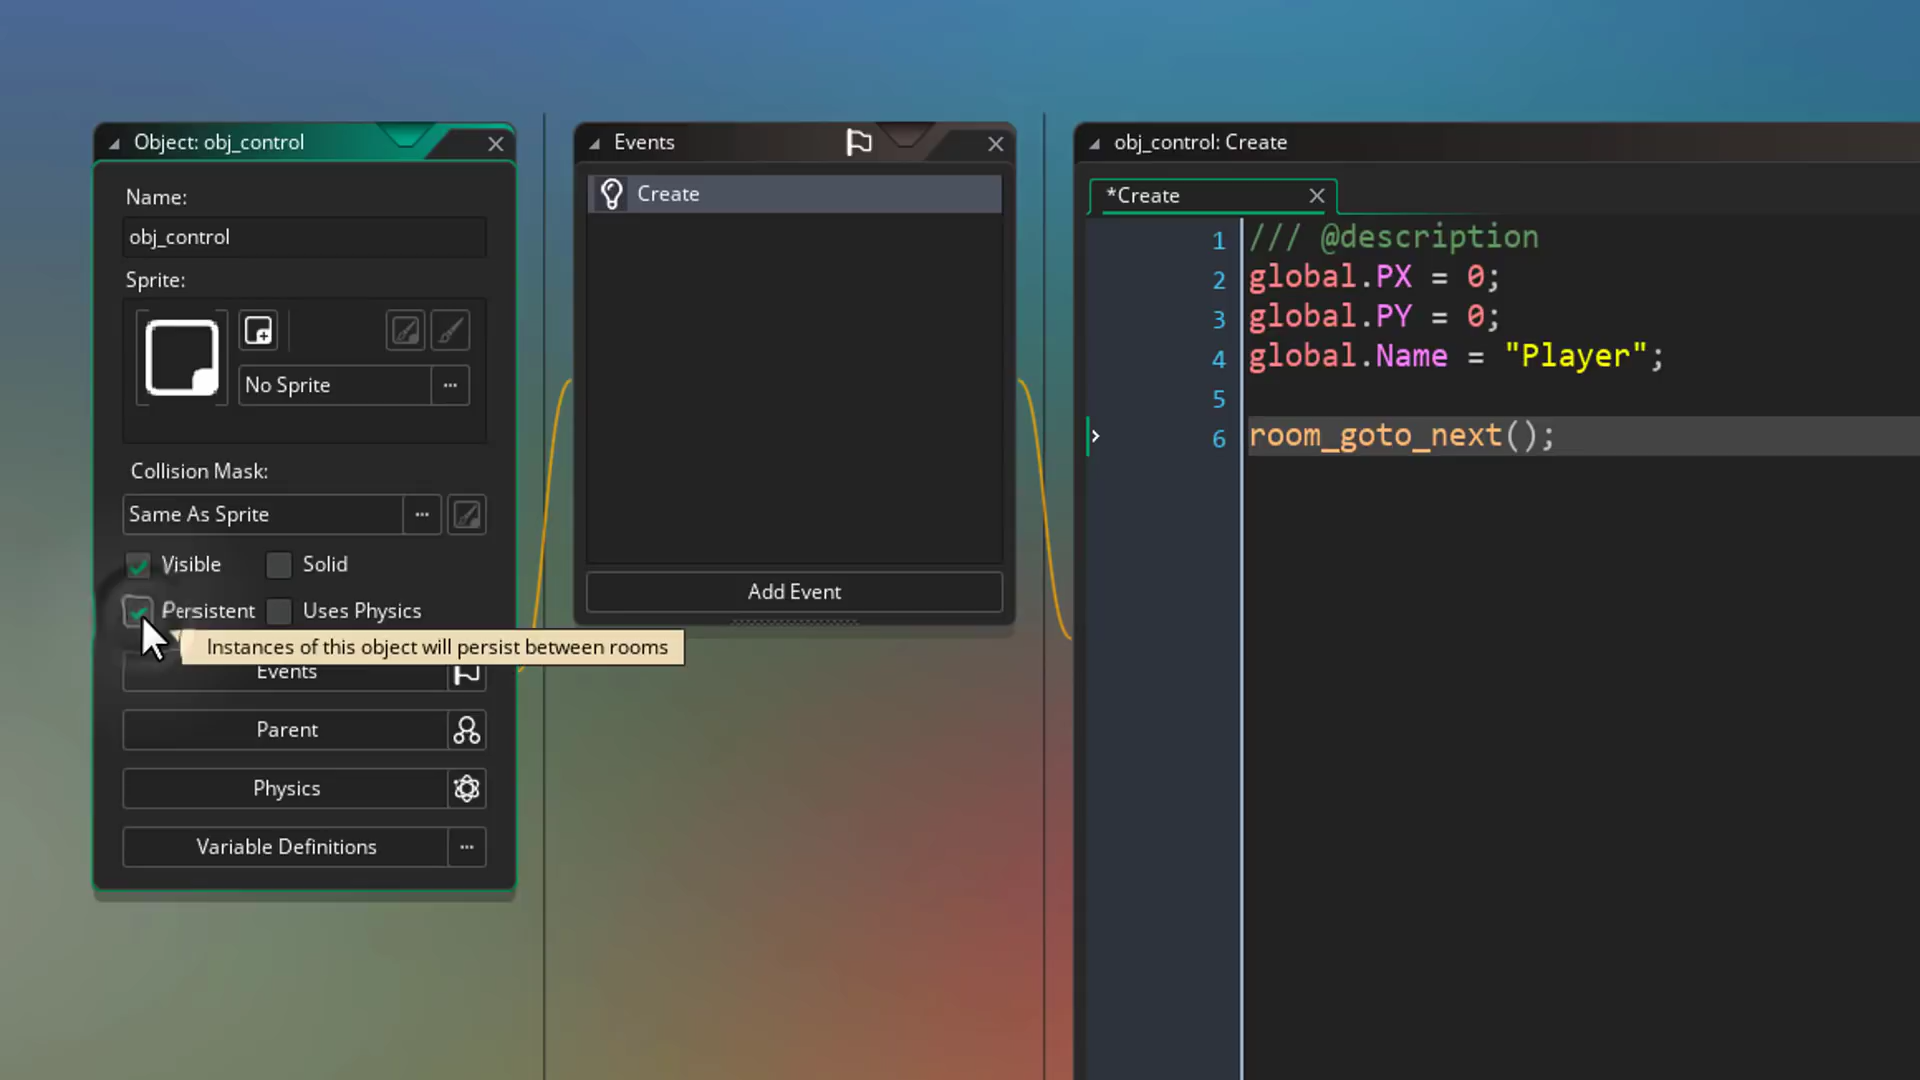 Object: obj_control
Name:
obj_control
Sprite:
No Sprite
...
Collision Mask:
Same As Sprite
...
Visible
Solid
Persistent
Uses Physics
Instances of this object will persist between rooms
Events
Parent
Physics
Variable Definitions
...
Events
Create
Add Event
obj_control: Create
*Create
1 /// @description
2 global.PX = 0;
3 global.PY = 0;
4 global.Name = "Player";
5
6 room_goto_next();